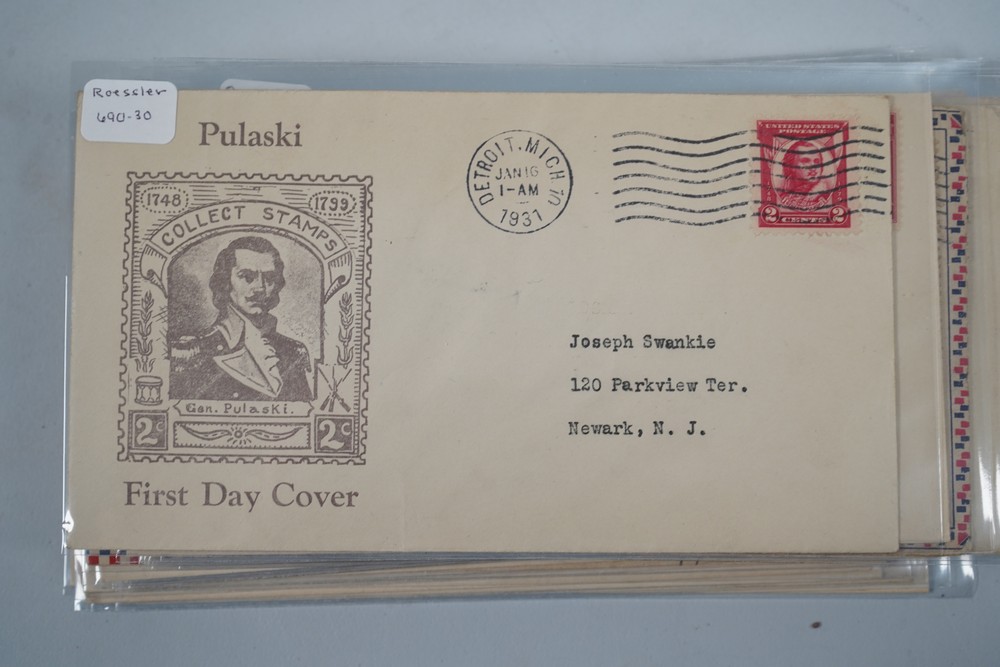 Roessler
690-30
Pulaski
1748
1799
COLLECT STAMPS
Gen. Pulaski.
2c
2c
First Day Cover
DETROIT, MICH.
JAN 16
1-AM
1931
UNITED STATES
POSTAGE
2 CENTS 2
Joseph Swankie
120 Parkview Ter.
Newark, N. J.